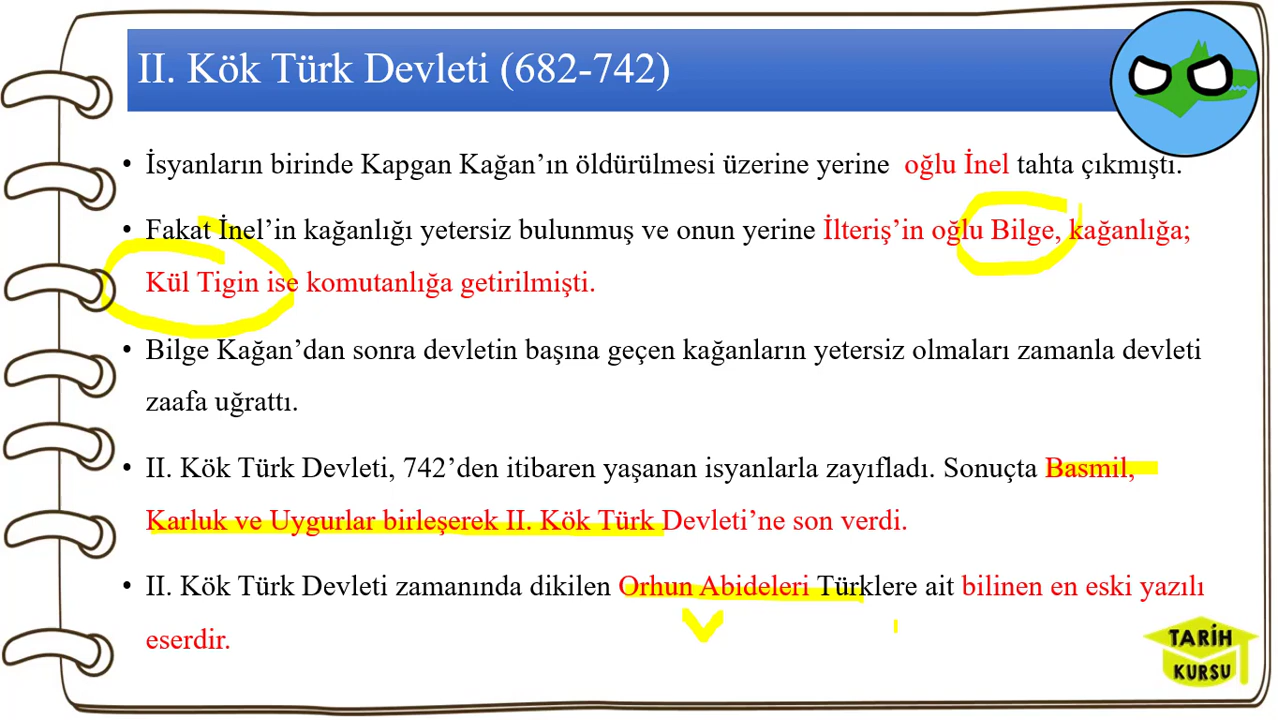 II. Kök Türk Devleti (682-742)
• İsyanların birinde Kapgan Kağan’ın öldürülmesi üzerine yerine oğlu İnel tahta çıkmıştı.
• Fakat İnel’in kağanlığı yetersiz bulunmuş ve onun yerine İlteriş’in oğlu Bilge, kağanlığa;
Kül Tigin ise komutanlığa getirilmişti.
• Bilge Kağan’dan sonra devletin başına geçen kağanların yetersiz olmaları zamanla devleti
zaafa uğrattı.
• II. Kök Türk Devleti, 742’den itibaren yaşanan isyanlarla zayıfladı. Sonuçta Basmil,
Karluk ve Uygurlar birleşerek II. Kök Türk Devleti’ne son verdi.
• II. Kök Türk Devleti zamanında dikilen Orhun Abideleri Türklere ait bilinen en eski yazılı
eserdir.
TARİH
KURSU